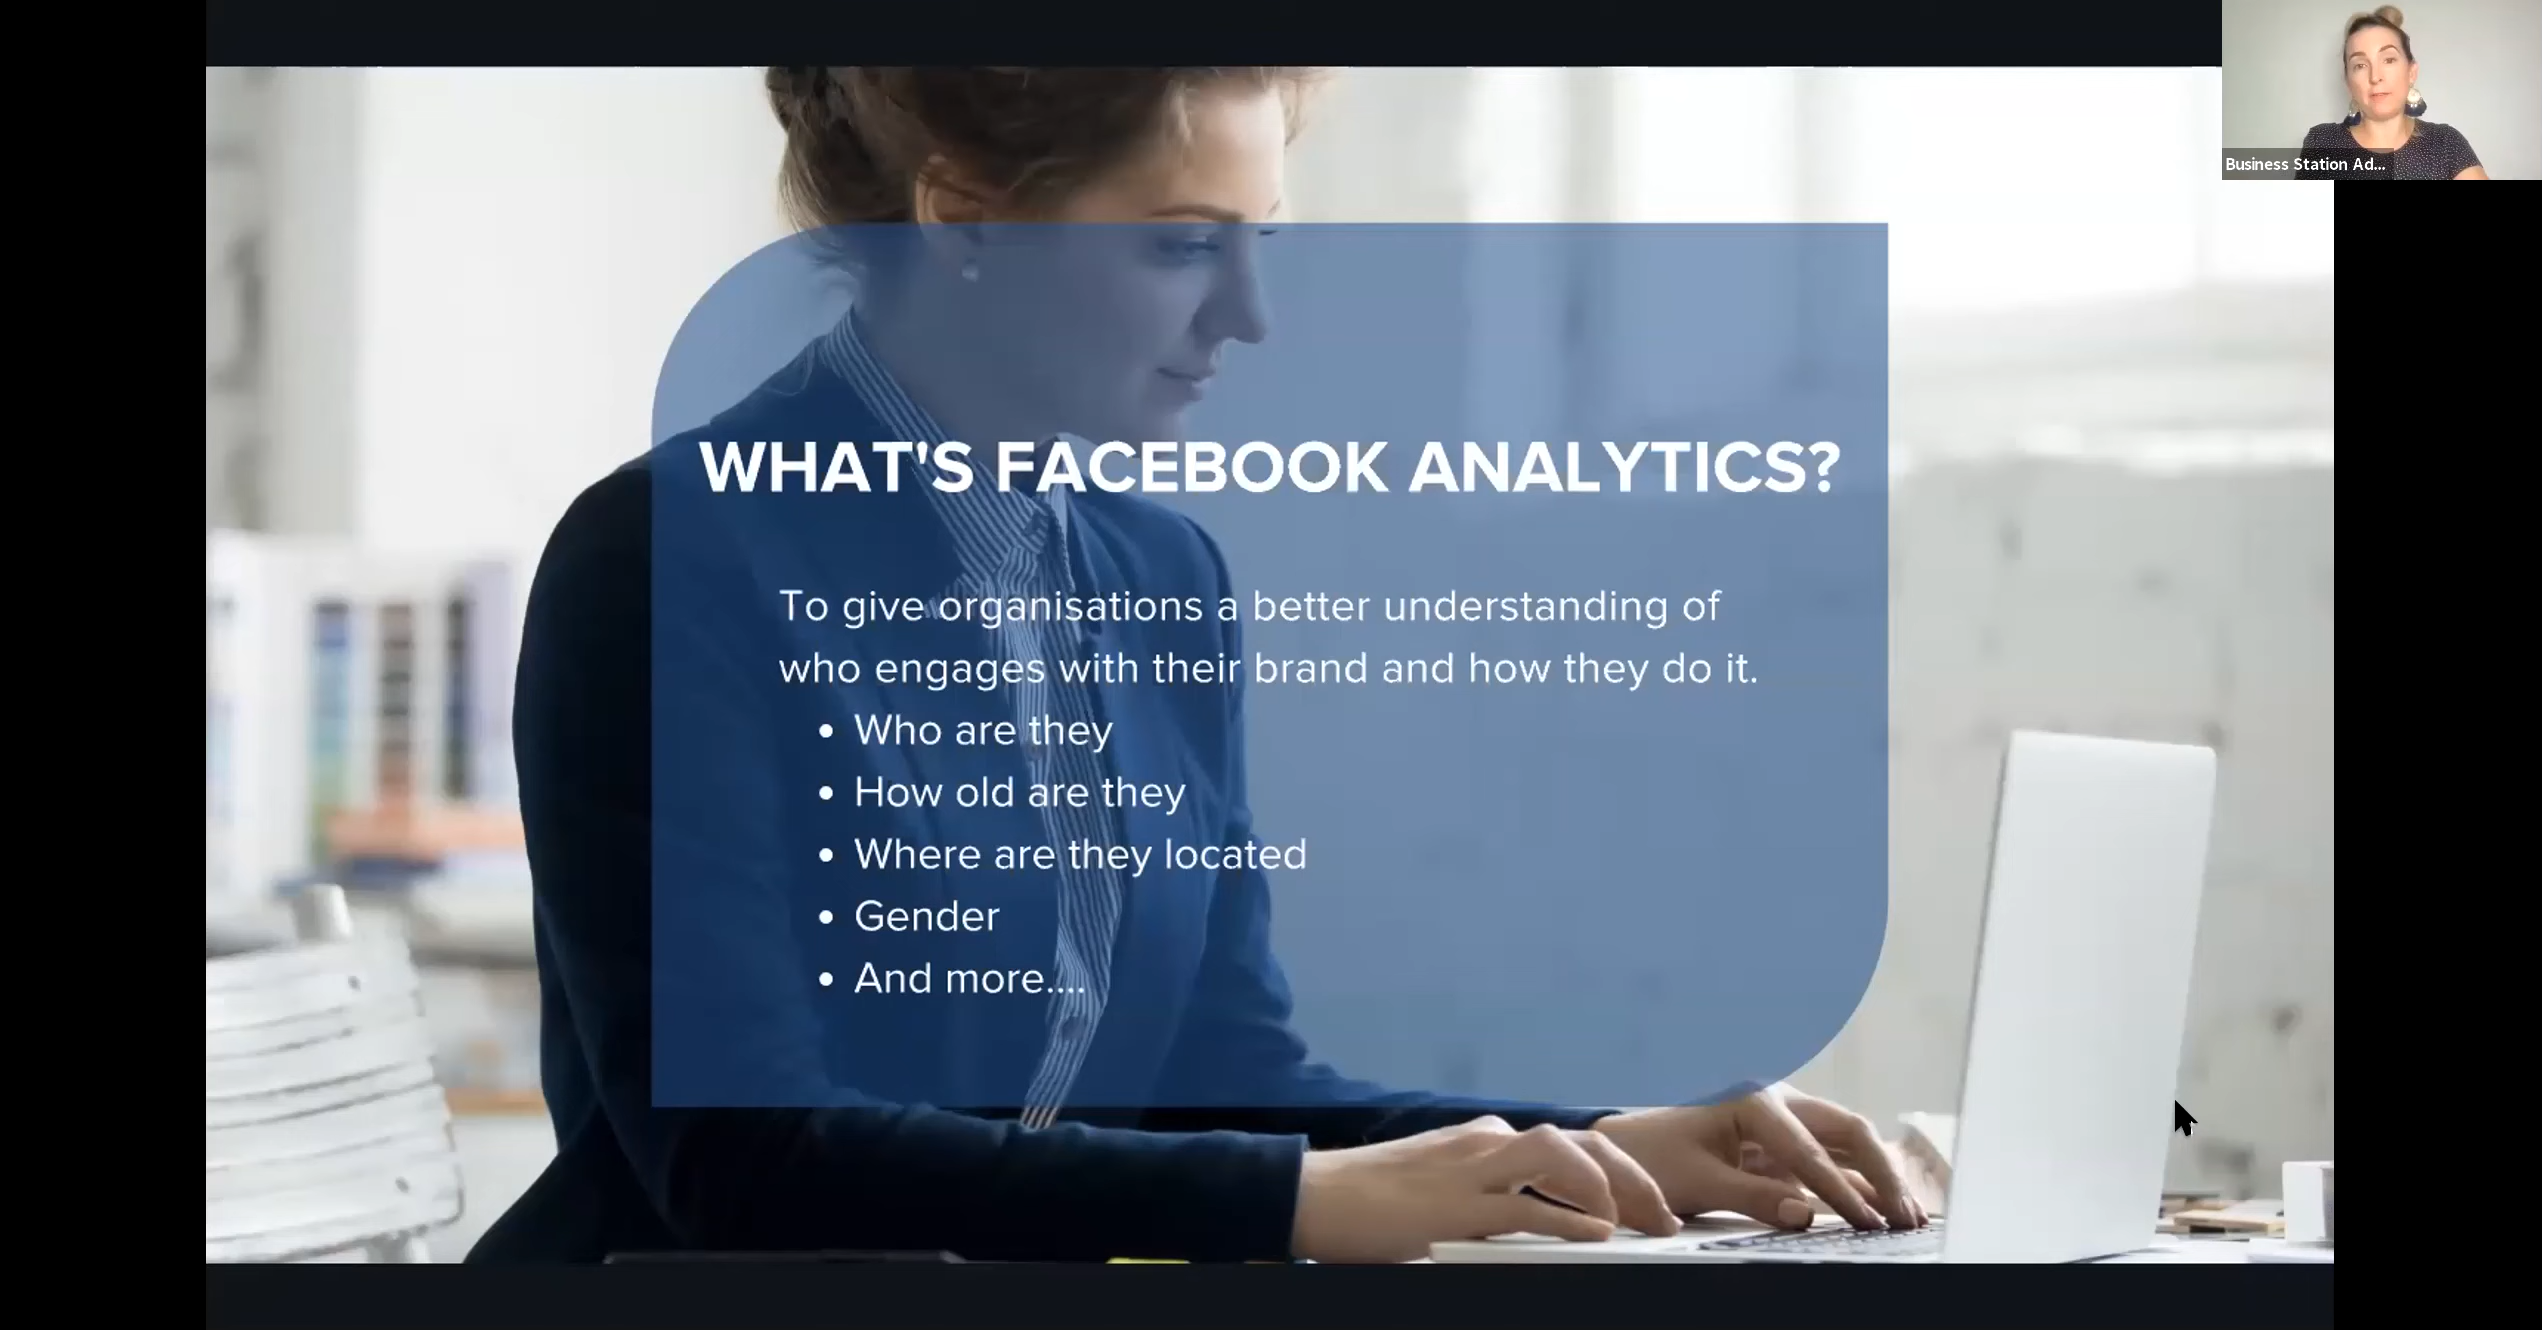 Business Station Ad...
WHAT'S FACEBOOK ANALYTICS?
To give organisations a better understanding of
who engages with their brand and how they do it.
• Who are they
• How old are they
• Where are they located
• Gender
• And more....